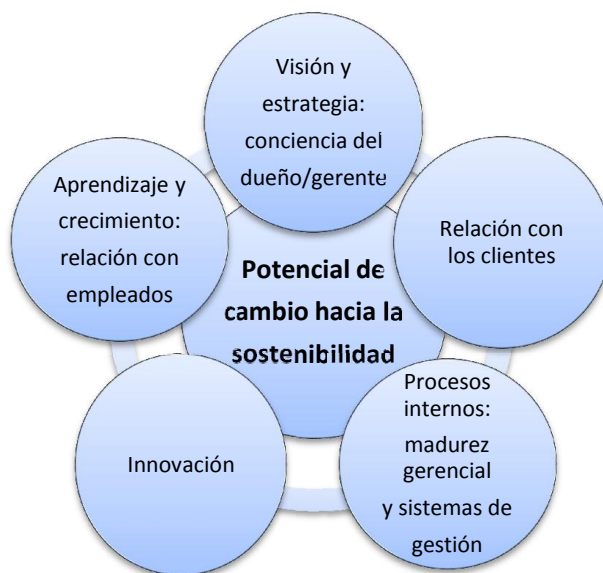 Visión y
estrategia:
conciencia del
dueño/gerente
Aprendizaje y
crecimiento:
relación con
empleados
Relación con
los clientes
Potencial de
cambio hacia la
sostenibilidad
Innovación
Procesos
internos:
madurez
gerencial
y sistemas de
gestión